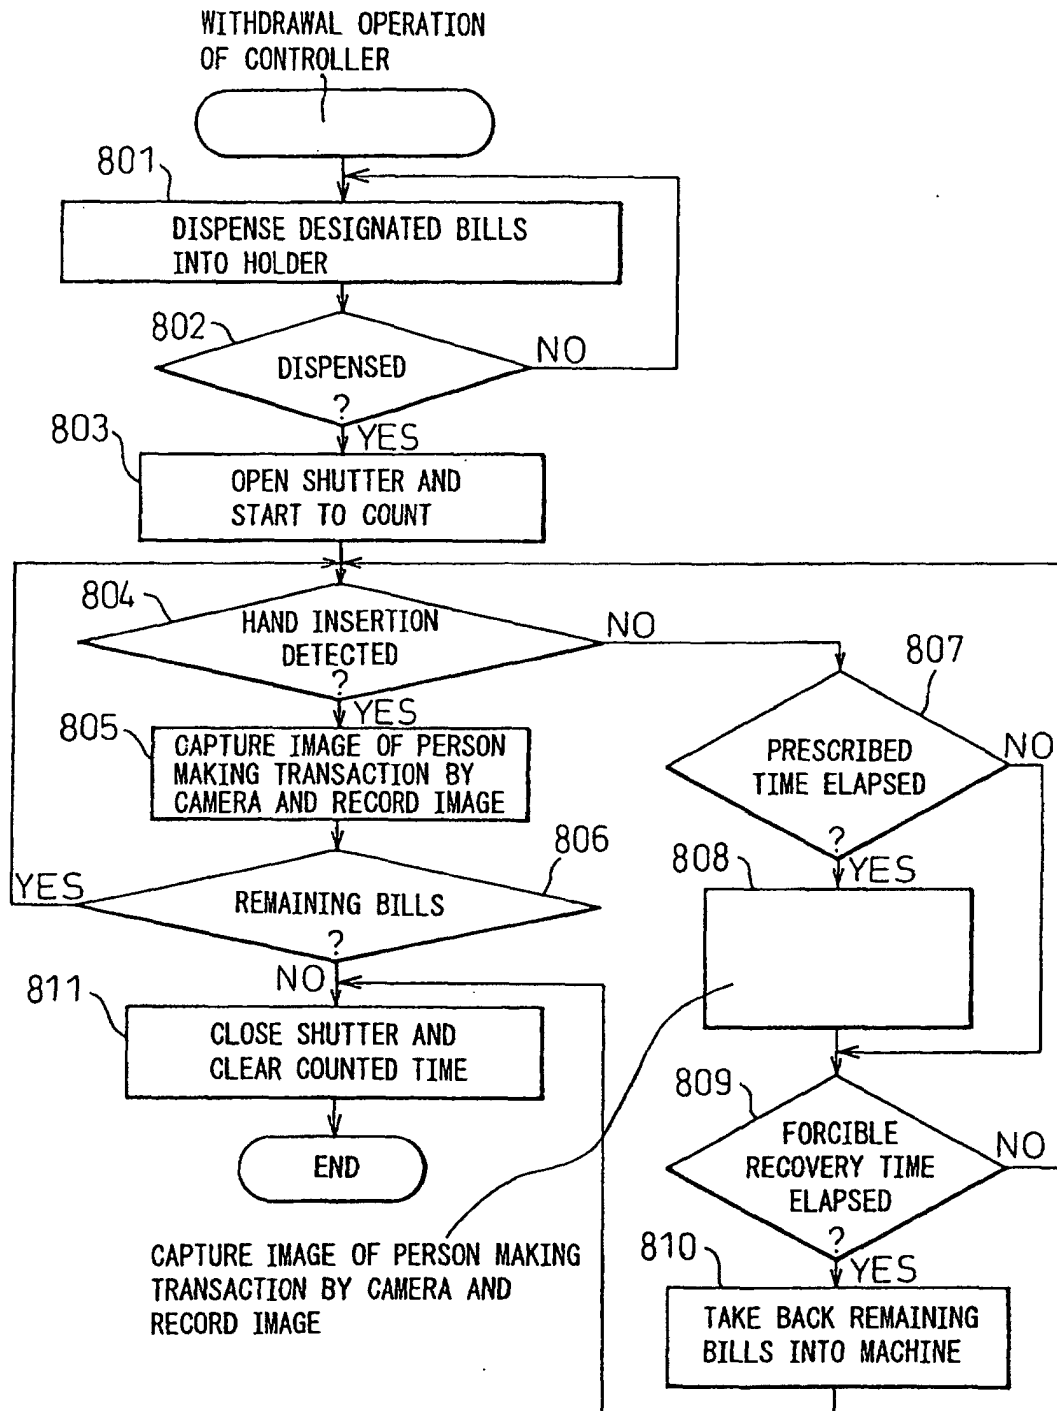 WITHDRAWAL OPERATION
OF CONTROLLER
801
DISPENSE DESIGNATED BILLS
INTO HOLDER
802
DISPENSED
?
NO
YES
803
OPEN SHUTTER AND
START TO COUNT
804
HAND INSERTION
DETECTED
?
NO
YES
805
CAPTURE IMAGE OF PERSON
MAKING TRANSACTION BY
CAMERA AND RECORD IMAGE
806
REMAINING BILLS
?
YES
NO
807
PRESCRIBED
TIME ELAPSED
?
NO
YES
808
811
CLOSE SHUTTER AND
CLEAR COUNTED TIME
END
809
FORCIBLE
RECOVERY TIME
ELAPSED
?
NO
YES
CAPTURE IMAGE OF PERSON MAKING
TRANSACTION BY CAMERA AND
RECORD IMAGE
810
TAKE BACK REMAINING
BILLS INTO MACHINE